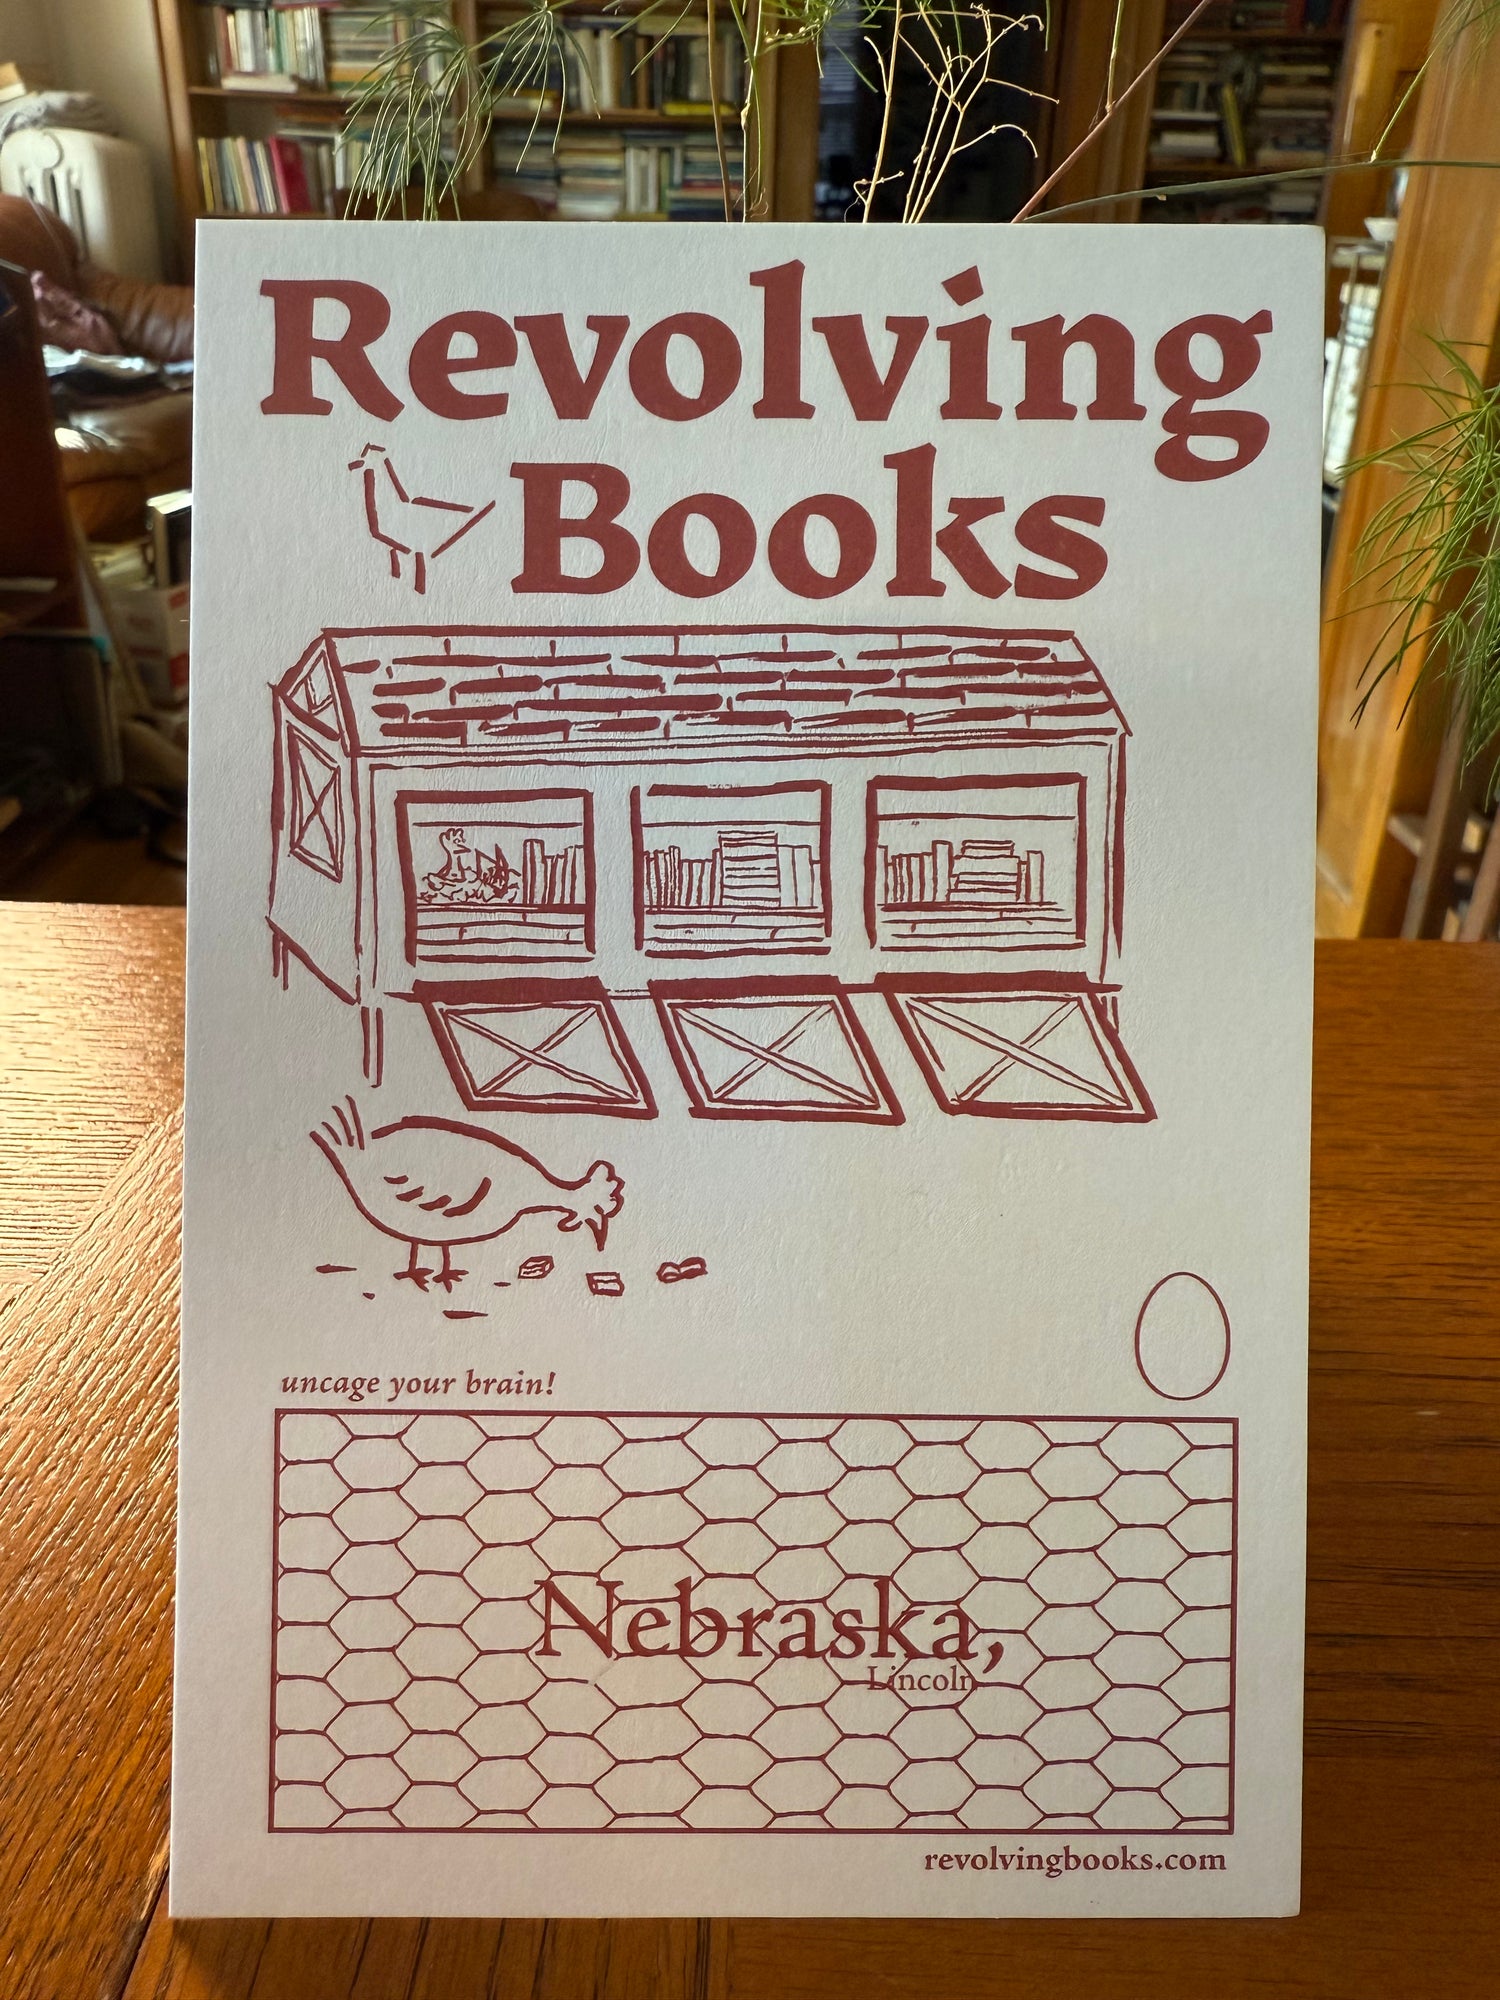 Revolving
Books
uncage your brain!
Nebraska,
Lincoln
revolvingbooks.com